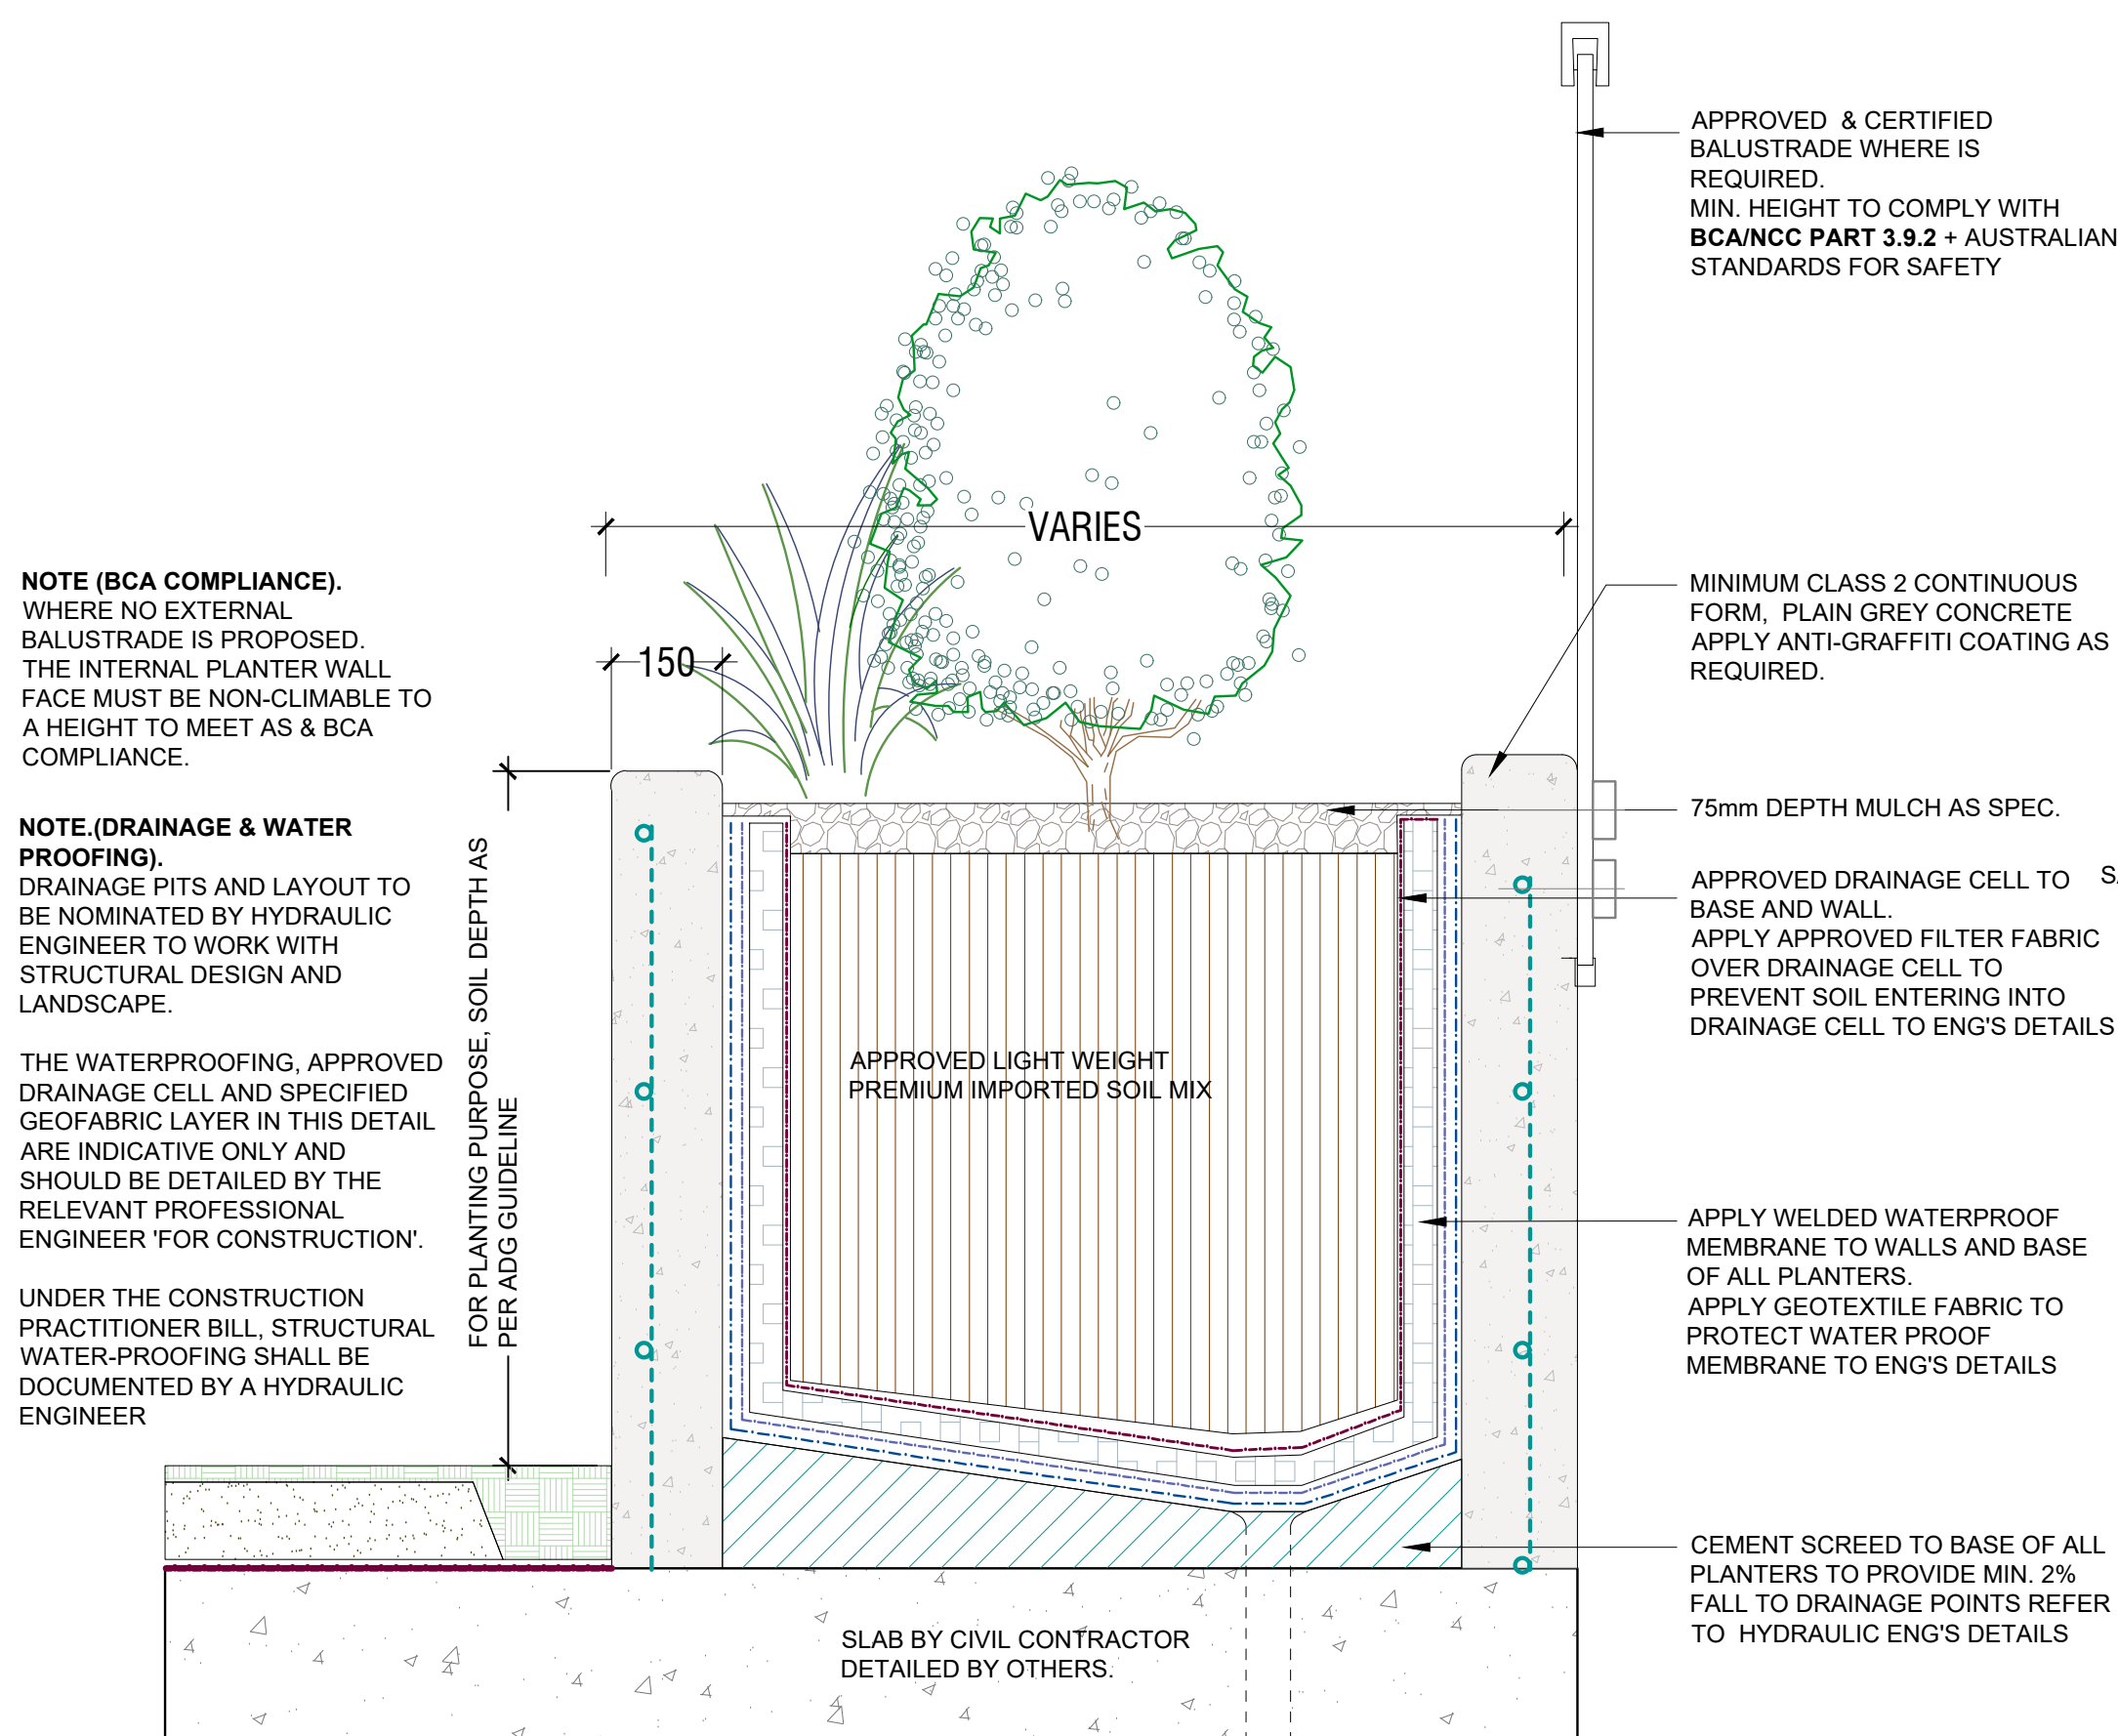 APPROVED & CERTIFIED
BALUSTRADE WHERE IS
REQUIRED.
MIN. HEIGHT TO COMPLY WITH
BCA/NCC PART 3.9.2 + AUSTRALIAN
STANDARDS FOR SAFETY
VARIES
150
NOTE (BCA COMPLIANCE).
WHERE NO EXTERNAL
BALUSTRADE IS PROPOSED.
THE INTERNAL PLANTER WALL
FACE MUST BE NON-CLIMABLE TO
A HEIGHT TO MEET AS & BCA
COMPLIANCE.
NOTE.(DRAINAGE & WATER
PROOFING).
DRAINAGE PITS AND LAYOUT TO
BE NOMINATED BY HYDRAULIC
ENGINEER TO WORK WITH
STRUCTURAL DESIGN AND
LANDSCAPE.
THE WATERPROOFING, APPROVED
DRAINAGE CELL AND SPECIFIED
GEOFABRIC LAYER IN THIS DETAIL
ARE INDICATIVE ONLY AND
SHOULD BE DETAILED BY THE
RELEVANT PROFESSIONAL
ENGINEER 'FOR CONSTRUCTION'.
UNDER THE CONSTRUCTION
PRACTITIONER BILL, STRUCTURAL
WATER-PROOFING SHALL BE
DOCUMENTED BY A HYDRAULIC
ENGINEER
FOR PLANTING PURPOSE, SOIL DEPTH AS
PER ADG GUIDELINE
APPROVED LIGHT WEIGHT
PREMIUM IMPORTED SOIL MIX
SLAB BY CIVIL CONTRACTOR
DETAILED BY OTHERS.
MINIMUM CLASS 2 CONTINUOUS
FORM, PLAIN GREY CONCRETE
APPLY ANTI-GRAFFITI COATING AS
REQUIRED.
75mm DEPTH MULCH AS SPEC.
APPROVED DRAINAGE CELL TO
BASE AND WALL.
APPLY APPROVED FILTER FABRIC
OVER DRAINAGE CELL TO
PREVENT SOIL ENTERING INTO
DRAINAGE CELL TO ENG'S DETAILS
APPLY WELDED WATERPROOF
MEMBRANE TO WALLS AND BASE
OF ALL PLANTERS.
APPLY GEOTEXTILE FABRIC TO
PROTECT WATER PROOF
MEMBRANE TO ENG'S DETAILS
CEMENT SCREED TO BASE OF ALL
PLANTERS TO PROVIDE MIN. 2%
FALL TO DRAINAGE POINTS REFER
TO HYDRAULIC ENG'S DETAILS